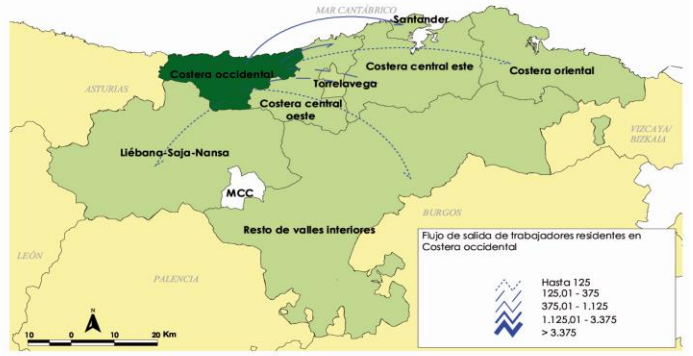 MAR CANTÁBRICO
Santander
Costera occidental
Costera central este
Costera oriental
Torrelavega
ASTURIAS
Costera central
oeste
VIZCAYA/
BIZKAIA
Liébana-Saja-Nansa
MCC
BURGOS
Resto de valles interiores
LEÓN
PALENCIA
Flujo de salida de trabajadores residentes en
Costera occidental
Hasta 125
125,01 - 375
375,01 - 1.125
1.125,01 - 3.375
> 3.375
N
10 0 10 20 Km